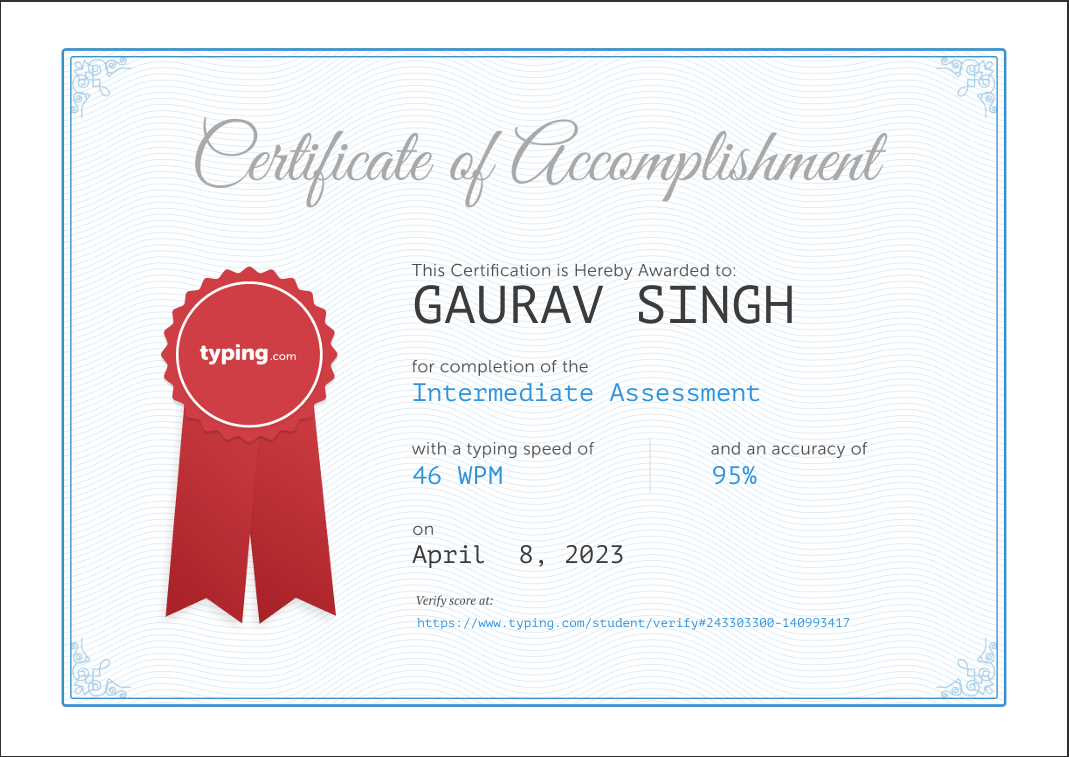 Certificate of Accomplishment
typing.com
This Certification is Hereby Awarded to:
GAURAV SINGH
for completion of the
Intermediate Assessment
with a typing speed of
46 WPM
and an accuracy of
95%
on
April 8, 2023
Verify score at:
https://www.typing.com/student/verify#243303300-140993417